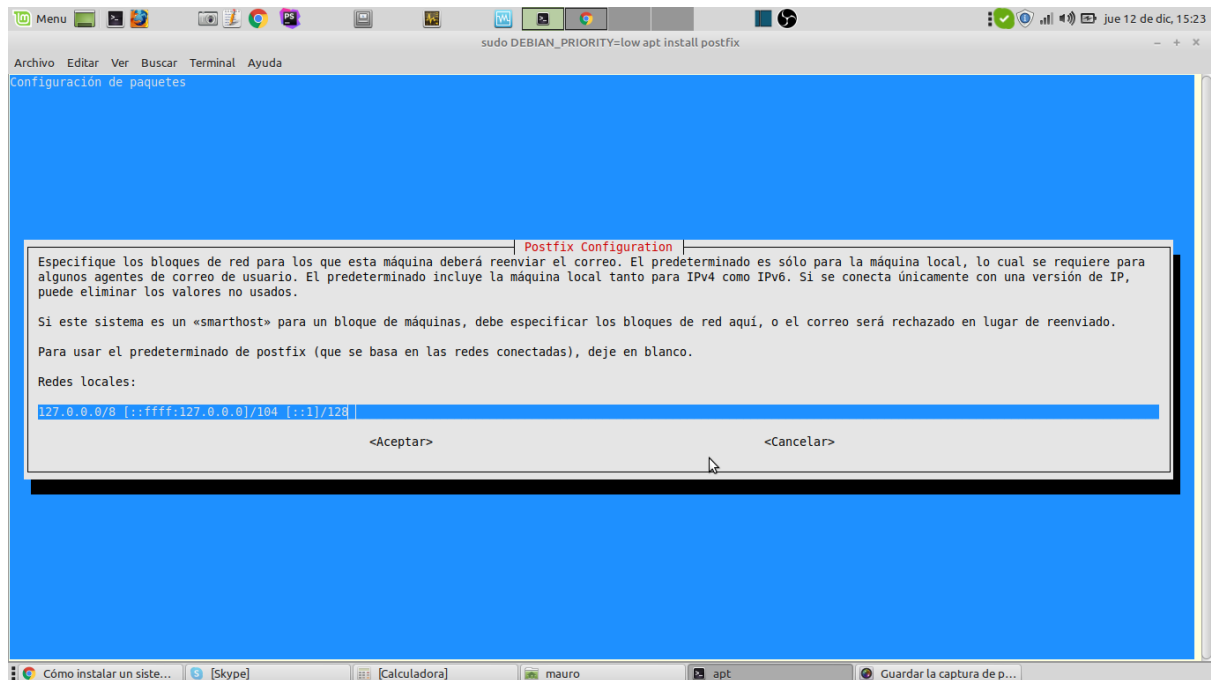 Menu
jue 12 de dic, 15:23
sudo DEBIAN_PRIORITY=low apt install postfix
Archivo Editar Ver Buscar Terminal Ayuda
Configuración de paquetes
Postfix Configuration
Especifique los bloques de red para los que esta máquina deberá reenviar el correo. El predeterminado es sólo para la máquina local, lo cual se requiere para
algunos agentes de correo de usuario. El predeterminado incluye la máquina local tanto para IPv4 como IPv6. Si se conecta únicamente con una versión de IP,
puede eliminar los valores no usados.
Si este sistema es un «smarthost» para un bloque de máquinas, debe especificar los bloques de red aquí, o el correo será rechazado en lugar de reenviado.
Para usar el predeterminado de postfix (que se basa en las redes conectadas), deje en blanco.
Redes locales:
127.0.0.0/8 [::ffff:127.0.0.0]/104 [::1]/128
<Aceptar> <Cancelar>
Cómo instalar un siste... [Skype] [Calculadora] mauro apt Guardar la captura de p...